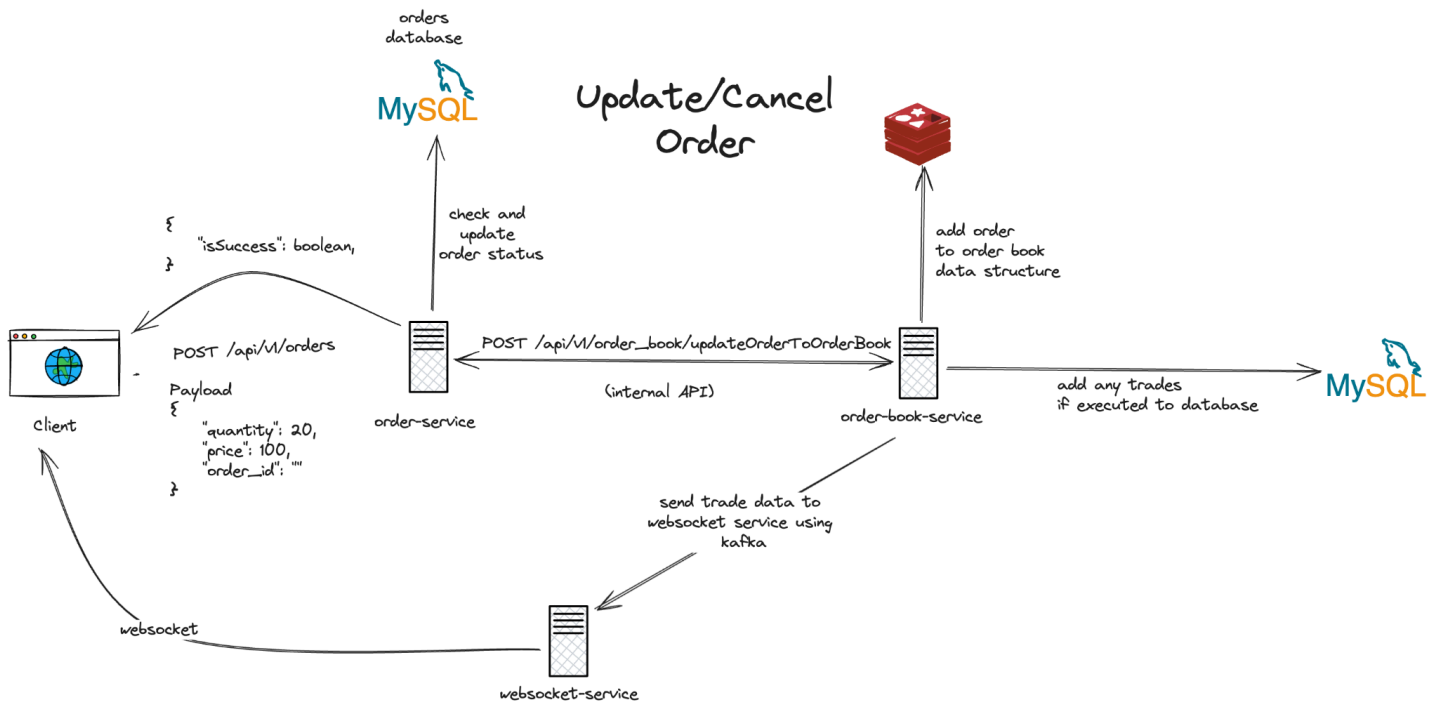 orders
database
MySQL
Update/Cancel
Order
check and
update
order status
{
"isSuccess": boolean,
}
add order
to order book
data structure
POST /api/v1/orders
Payload
{
"quantity": 20,
"price": 100,
"order_id": ""
}
Client
order-service
POST /api/v1/order_book/updateOrderToOrderBook
(internal API)
order-book-service
add any trades
if executed to database
MySQL
send trade data to
websocket service using
kafka
websocket
websocket-service